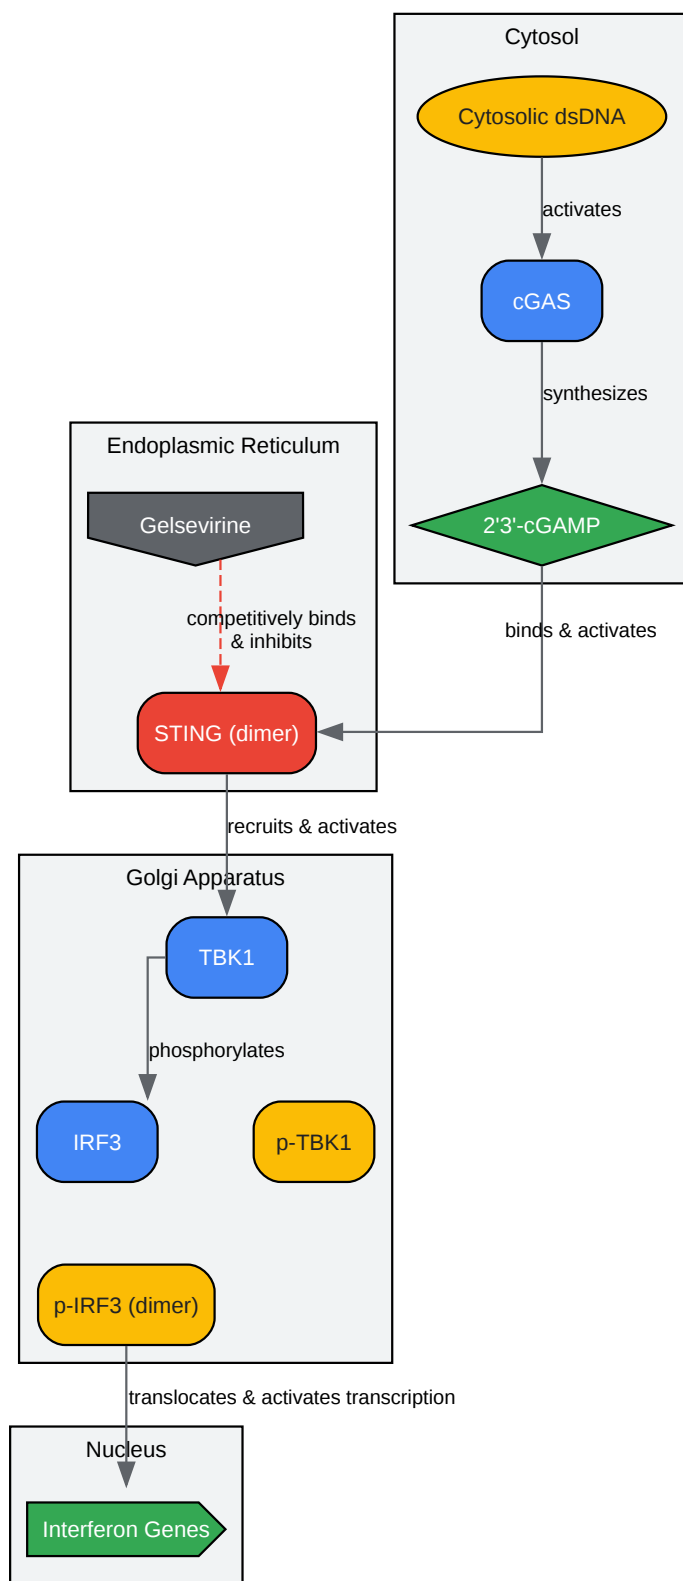 Cytosol
Cytosolic dsDNA
activates
cGAS
synthesizes
Endoplasmic Reticulum
Gelsevirine
2'3'-cGAMP
competitively binds
& inhibits
binds & activates
STING (dimer)
recruits & activates
Golgi Apparatus
TBK1
phosphorylates
IRF3
p-TBK1
p-IRF3 (dimer)
translocates & activates transcription
Nucleus
Interferon Genes